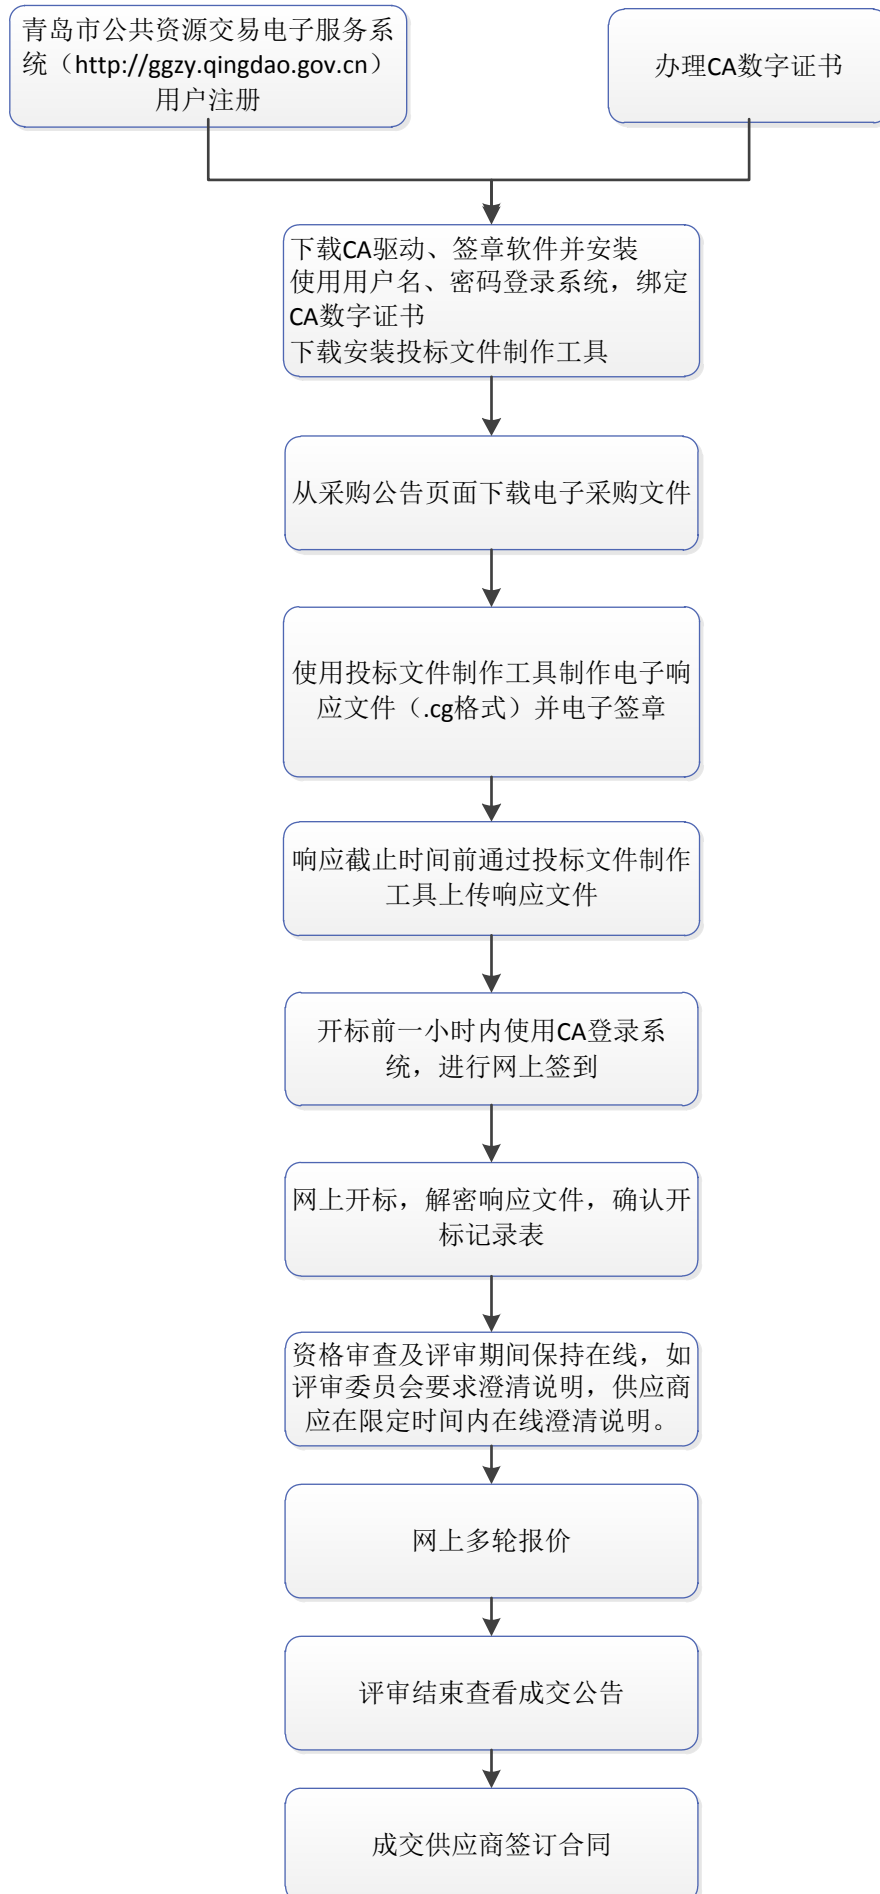 青岛市公共资源交易电子服务系
统（http://ggzy.qingdao.gov.cn）
用户注册
办理CA数字证书
下载CA驱动、签章软件并安装
使用用户名、密码登录系统，绑定
CA数字证书
下载安装投标文件制作工具
从采购公告页面下载电子采购文件
使用投标文件制作工具制作电子响
应文件（.cg格式）并电子签章
响应截止时间前通过投标文件制作
工具上传响应文件
开标前一小时内使用CA登录系
统，进行网上签到
网上开标，解密响应文件，确认开
标记录表
资格审查及评审期间保持在线，如
评审委员会要求澄清说明，供应商
应在限定时间内在线澄清说明。
网上多轮报价
评审结束查看成交公告
成交供应商签订合同